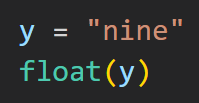 y = "nine"
float(y)